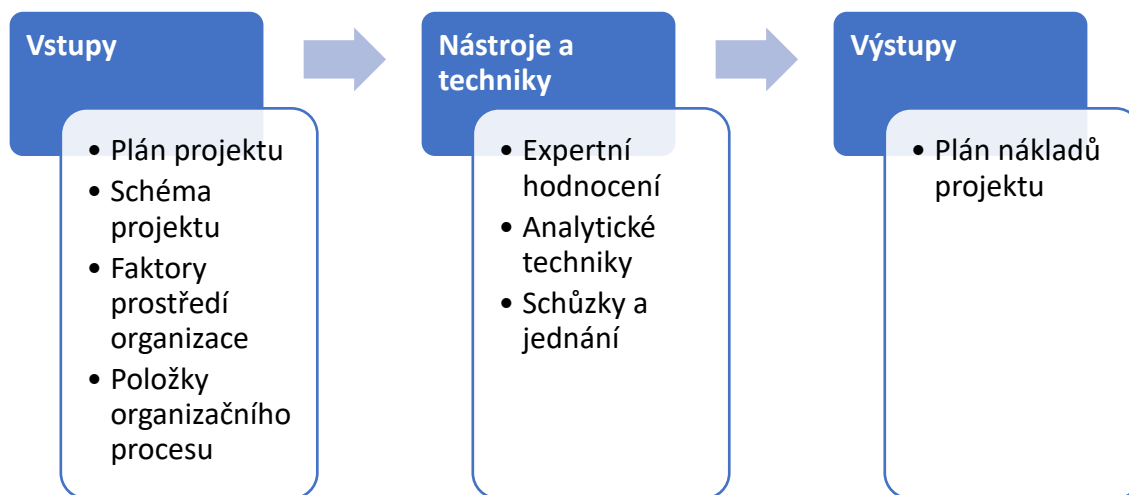 Vstupy
• Plán projektu
• Schéma
projektu
• Faktory
prostředí
organizace
• Položky
organizačního
procesu
Nástroje a
techniky
• Expertní
hodnocení
• Analytické
techniky
• Schůzky a
jednání
Výstupy
• Plán nákladů
projektu